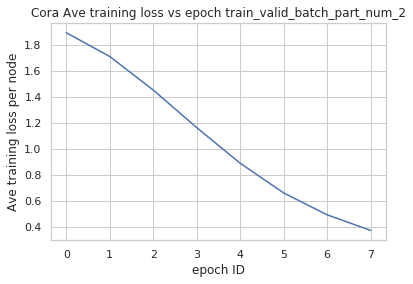 Cora Ave training loss vs epoch train_valid_batch_part_num_2
Ave training loss per node
1.8
1.6
1.4
1.2
1.0
0.8
0.6
0.4
0 1 2 3 4 5 6 7
epoch ID